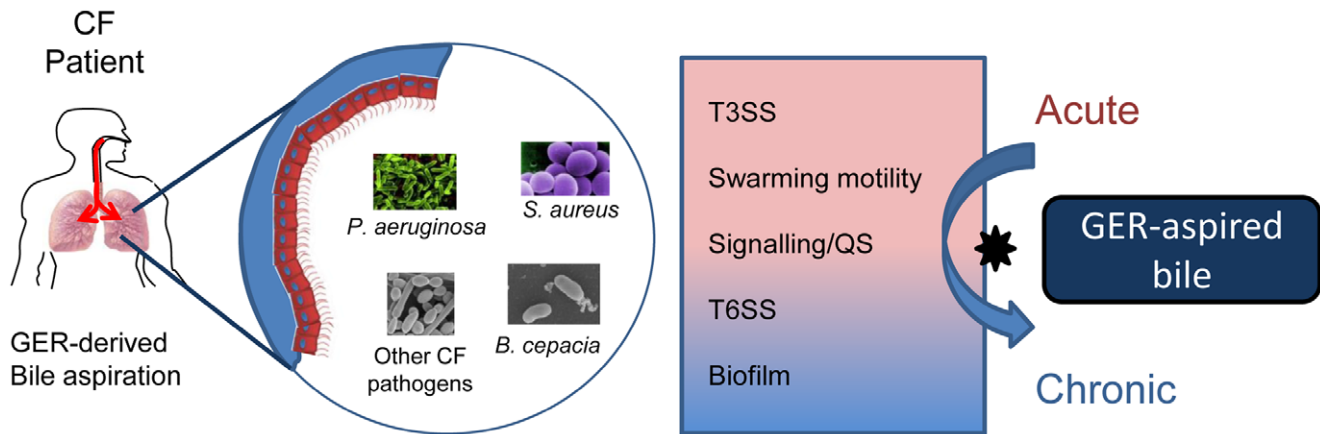 CF
Patient
GER-derived
Bile aspiration
P. aeruginosa
S. aureus
Other CF
pathogens
B. cepacia
T3SS
Swarming motility
Signalling/QS
T6SS
Biofilm
Acute
GER-aspired
bile
Chronic